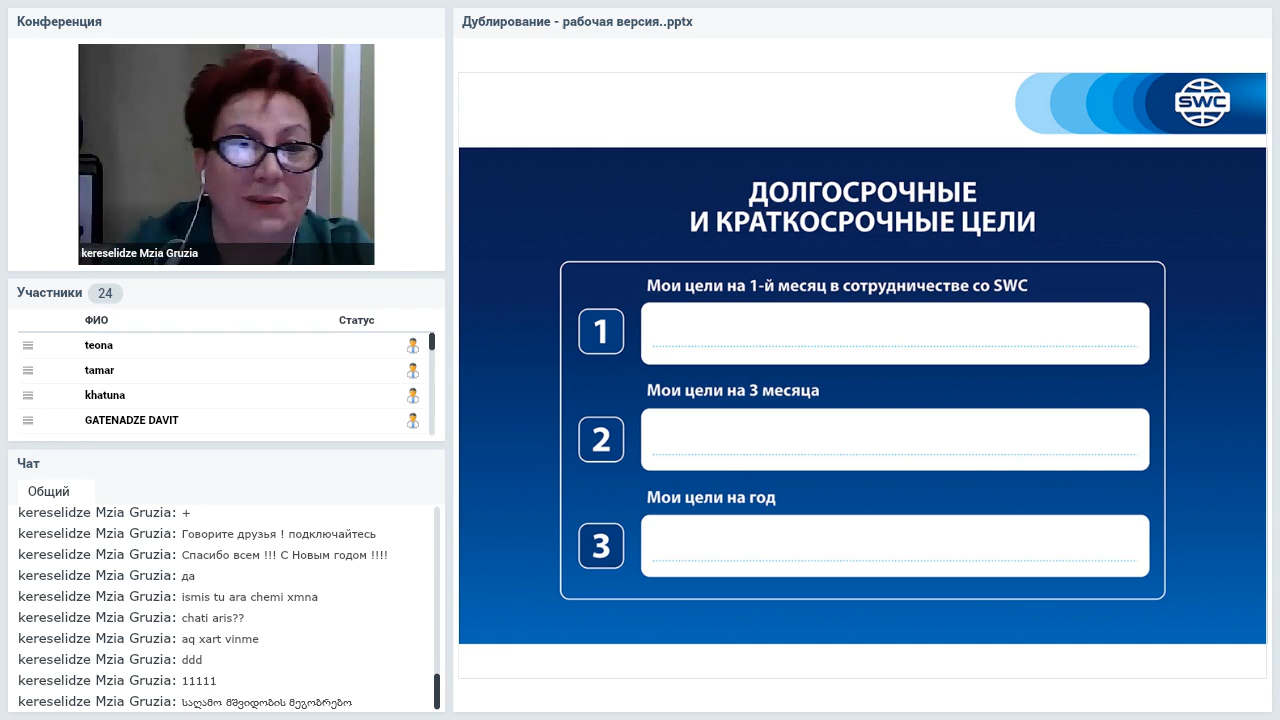 Конференция
kereselidze Mzia Gruzia
Участники 24
ФИО Статус
teona
tamar
khatuna
GATENADZE DAVIT
Чат
Общий
kereselidze Mzia Gruzia: +
kereselidze Mzia Gruzia: Говорите друзья ! подключайтесь
kereselidze Mzia Gruzia: Спасибо всем !!! С Новым годом !!!!
kereselidze Mzia Gruzia: да
kereselidze Mzia Gruzia: ismis tu ara chemi xmna
kereselidze Mzia Gruzia: chati aris??
kereselidze Mzia Gruzia: aq xart vinme
kereselidze Mzia Gruzia: ddd
kereselidze Mzia Gruzia: 11111
kereselidze Mzia Gruzia: საღამო მშვიდობის მეგობრებო
Дублирование - рабочая версия..pptx
SWC
ДОЛГОСРОЧНЫЕ
И КРАТКОСРОЧНЫЕ ЦЕЛИ
Мои цели на 1-й месяц в сотрудничестве со SWC
1
Мои цели на 3 месяца
2
Мои цели на год
3